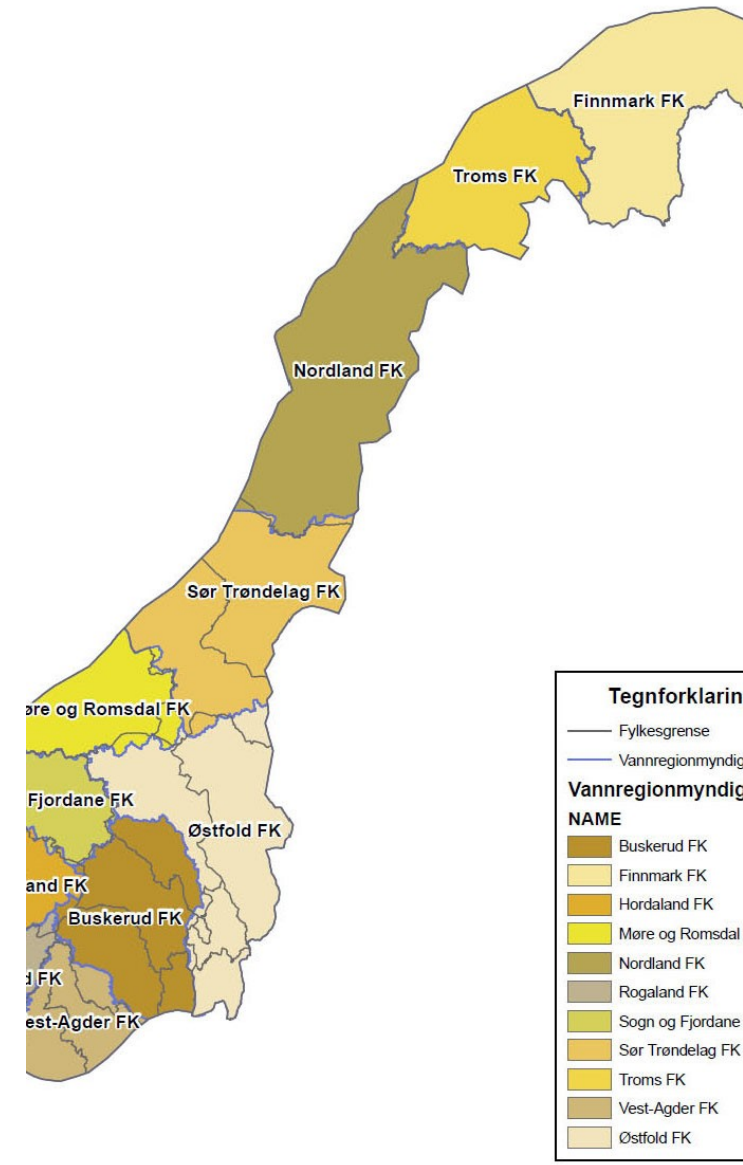 Finnmark FK
Troms FK
Nordland FK
Sør Trøndelag FK
øre og Romsdal FK
Fjordane FK
Østfold FK
and FK
Buskerud FK
d FK
est-Agder FK
Tegnforklarin
Fylkesgrense
Vannregionmyndig
Vannregionmyndig
NAME
Buskerud FK
Finnmark FK
Hordaland FK
Møre og Romsdal
Nordland FK
Rogaland FK
Sogn og Fjordane
Sør Trøndelag FK
Troms FK
Vest-Agder FK
Østfold FK